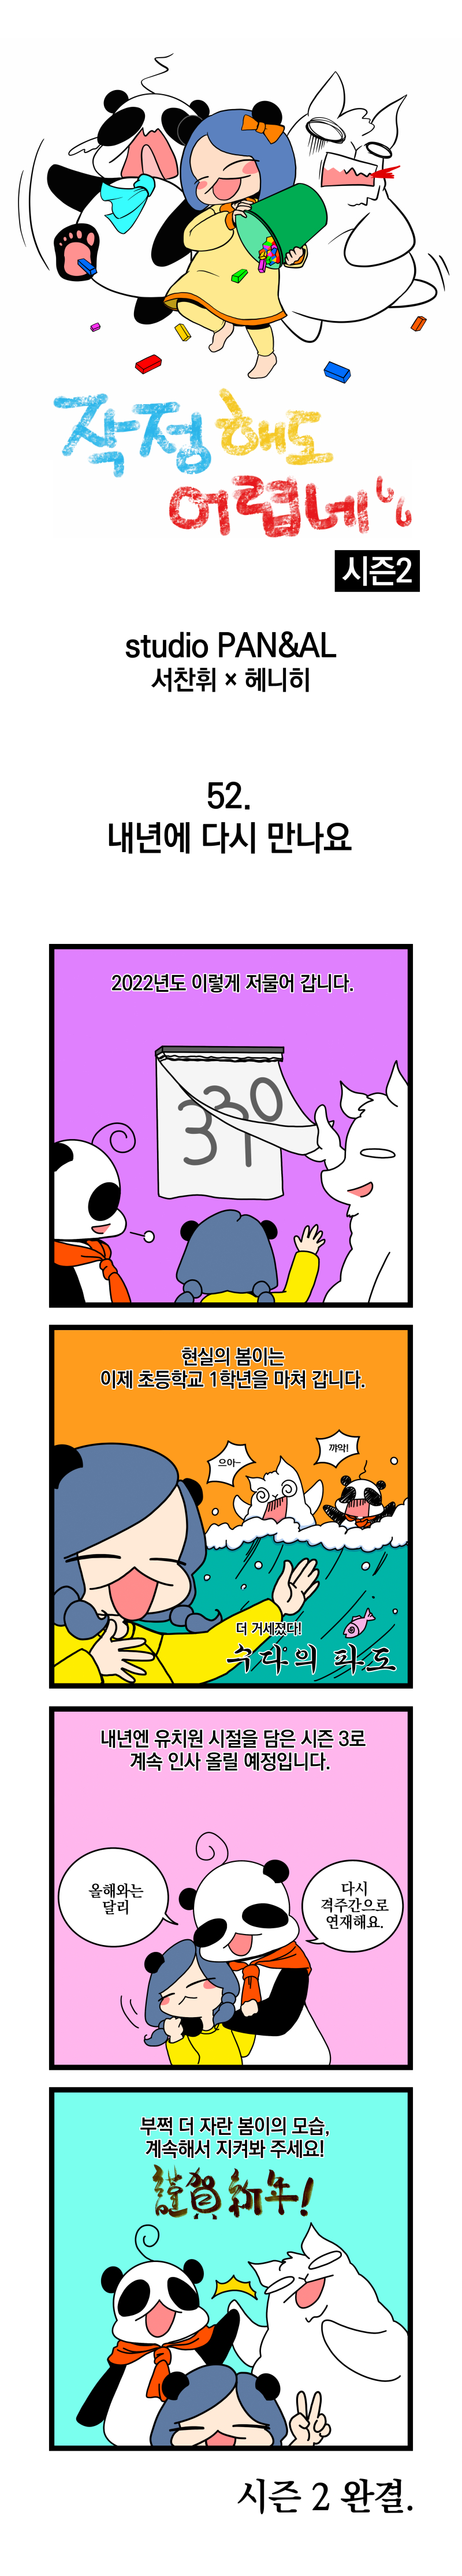 작정해도
어렵네
시즌2
studio PAN&AL
서찬휘 × 헤니히
52.
내년에 다시 만나요
2022년도 이렇게 저물어 갑니다.
330
현실의 봄이는
이제 초등학교 1학년을 마쳐 갑니다.
으아~
꺄악!
더 거세졌다!
수다의 파도
내년엔 유치원 시절을 담은 시즌 3로
계속 인사 올릴 예정입니다.
올해와는
달리
다시
격주간으로
연재해요.
부쩍 더 자란 봄이의 모습,
계속해서 지켜봐 주세요!
謹賀新年!
시즌 2 완결.